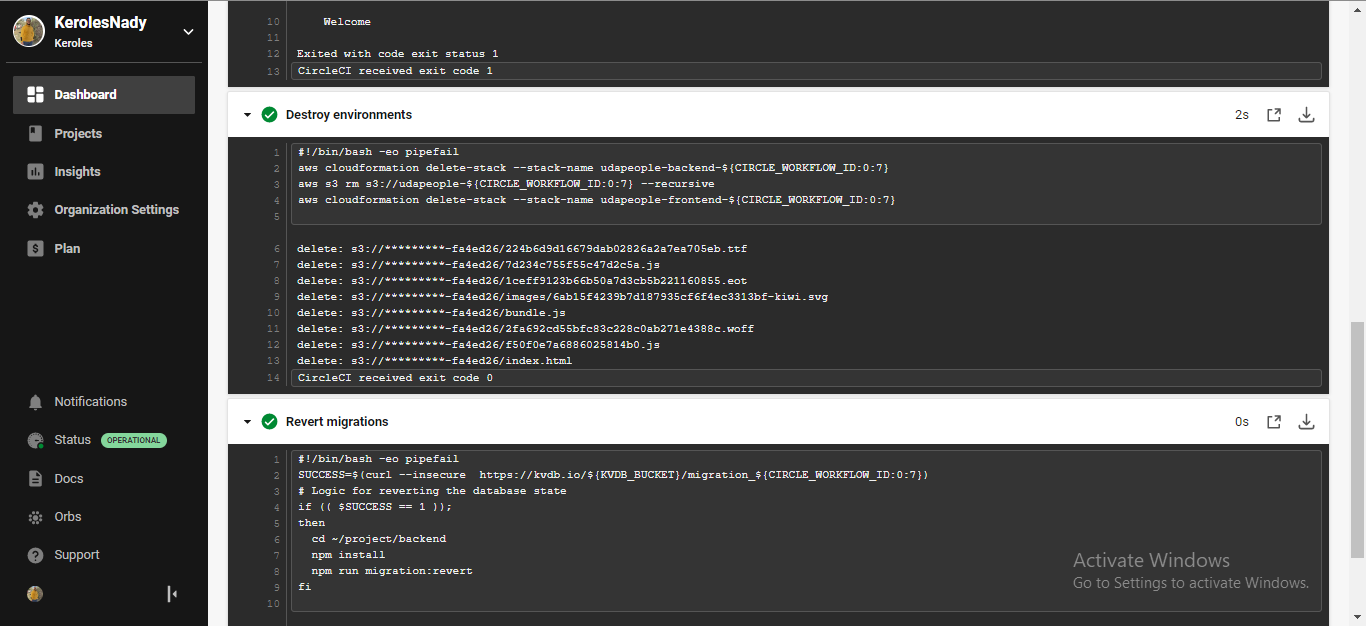 KerolesNady
Keroles
Dashboard
Projects
Insights
Organization Settings
Plan
Notifications
Status OPERATIONAL
Docs
Orbs
Support
10 Welcome
11
12 Exited with code exit status 1
13 CircleCI received exit code 1
Destroy environments 2s
1 #!/bin/bash -eo pipefail
2 aws cloudformation delete-stack --stack-name udapeople-backend-${CIRCLE_WORKFLOW_ID:0:7}
3 aws s3 rm s3://udapeople-${CIRCLE_WORKFLOW_ID:0:7} --recursive
4 aws cloudformation delete-stack --stack-name udapeople-frontend-${CIRCLE_WORKFLOW_ID:0:7}
5
6 delete: s3://*********-fa4ed26/224b6d9d16679dab02826a2a7ea705eb.ttf
7 delete: s3://*********-fa4ed26/7d234c755f55c47d2c5a.js
8 delete: s3://*********-fa4ed26/1ceff9123b66b50a7d3cb5b221160855.eot
9 delete: s3://*********-fa4ed26/images/6ab15f4239b7d187935cf6f4ec3313bf-kiwi.svg
10 delete: s3://*********-fa4ed26/bundle.js
11 delete: s3://*********-fa4ed26/2fa692cd55bfc83c228c0ab271e4388c.woff
12 delete: s3://*********-fa4ed26/f50f0e7a6886025814b0.js
13 delete: s3://*********-fa4ed26/index.html
14 CircleCI received exit code 0
Revert migrations 0s
1 #!/bin/bash -eo pipefail
2 SUCCESS=$(curl --insecure  https://kvdb.io/${KVDB_BUCKET}/migration_${CIRCLE_WORKFLOW_ID:0:7})
3 # Logic for reverting the database state
4 if (( $SUCCESS == 1 ));
5 then
6   cd ~/project/backend
7   npm install
8   npm run migration:revert
9 fi
10
Activate Windows
Go to Settings to activate Windows.